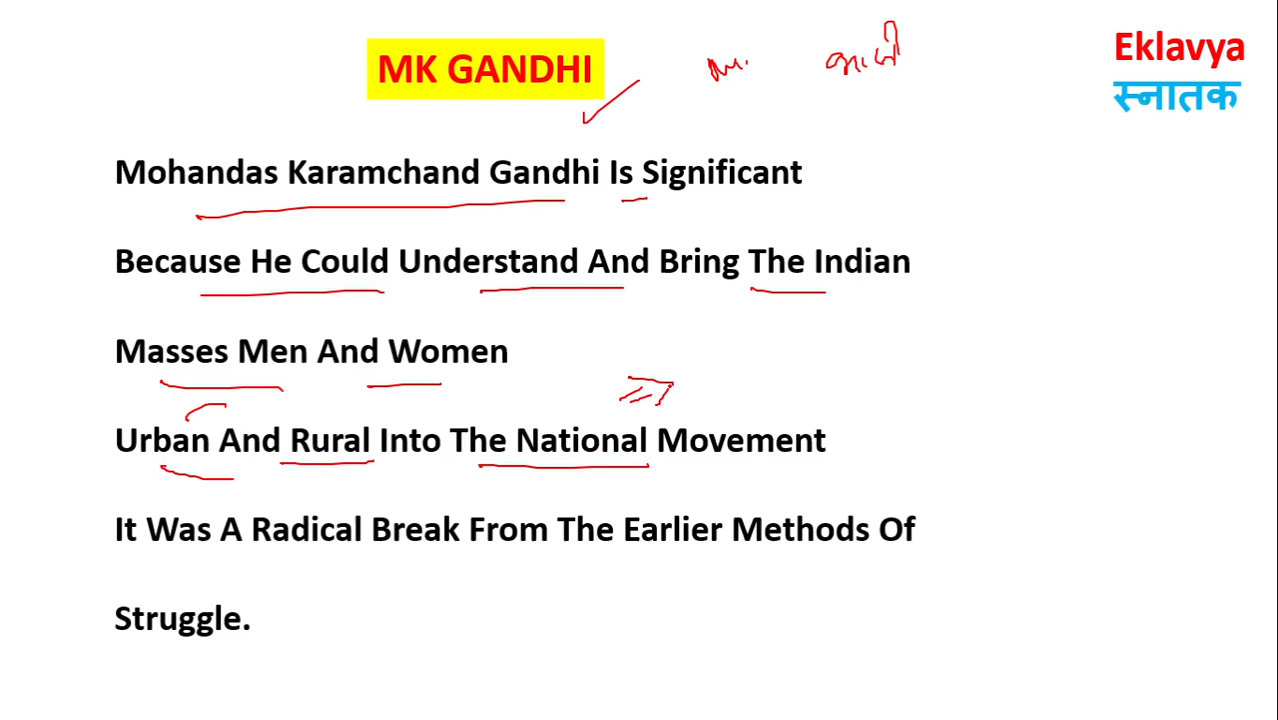 MK GANDHI
Eklavya
स्नातक
Mohandas Karamchand Gandhi Is Significant
Because He Could Understand And Bring The Indian
Masses Men And Women
Urban And Rural Into The National Movement
It Was A Radical Break From The Earlier Methods Of
Struggle.